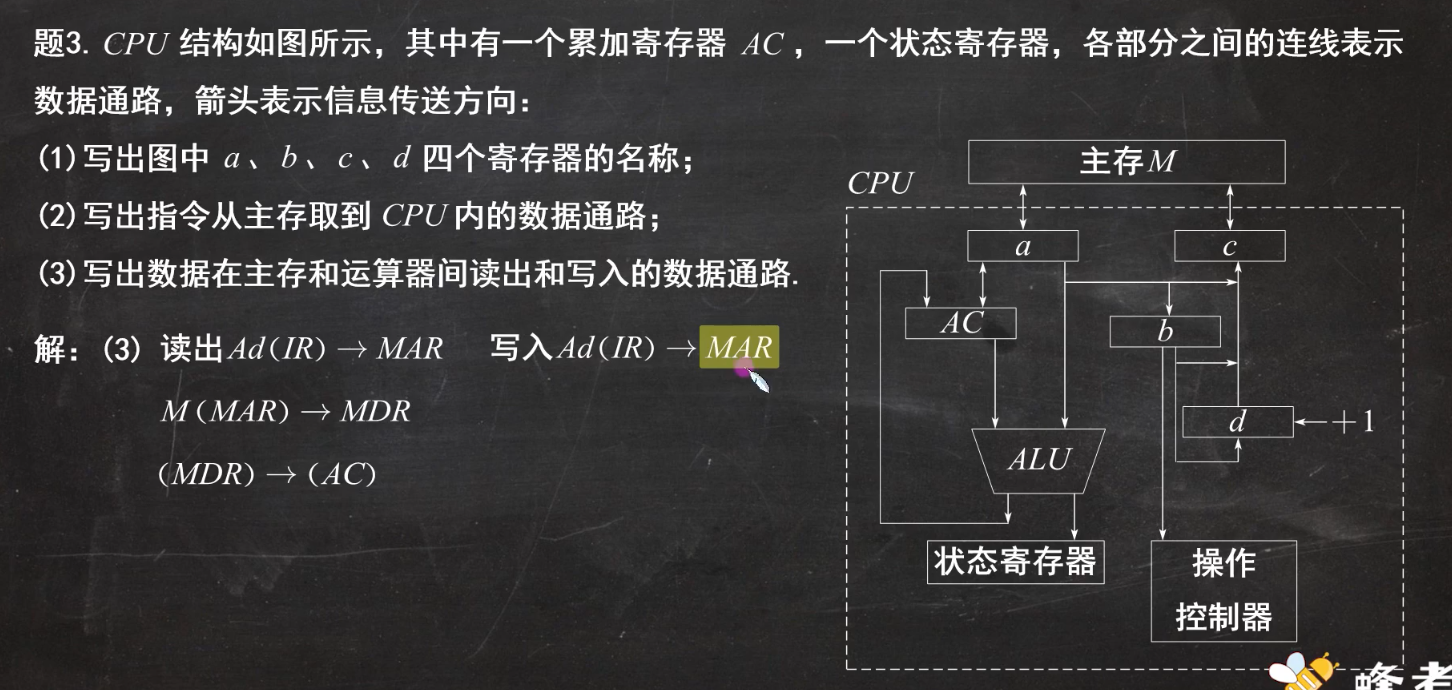 题3. CPU 结构如图所示，其中有一个累加寄存器 AC，一个状态寄存器，各部分之间的连线表示
数据通路，箭头表示信息传送方向：
(1)写出图中 a、b、c、d 四个寄存器的名称；
(2)写出指令从主存取到 CPU 内的数据通路；
(3)写出数据在主存和运算器间读出和写入的数据通路.
解：(3) 读出 Ad(IR) → MAR 写入 Ad(IR) → MAR
M(MAR) → MDR
(MDR) → (AC)
主存M
CPU
a
c
AC
b
d
+1
ALU
状态寄存器
操作
控制器
蜂考